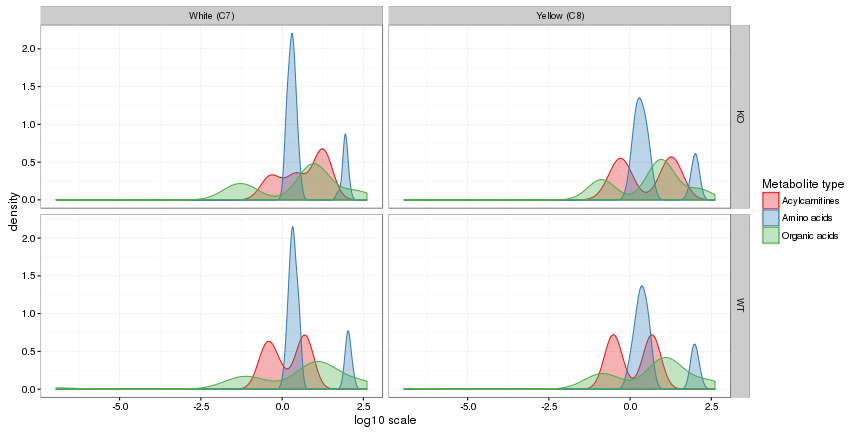 White (C7) Yellow (C8)
2.0
1.5
1.0
0.5
0.0
KO
2.0
1.5
1.0
0.5
0.0
WT
density
-5.0 -2.5 0.0 2.5 -5.0 -2.5 0.0 2.5
log10 scale
Metabolite type
Acylcarnitines
Amino acids
Organic acids